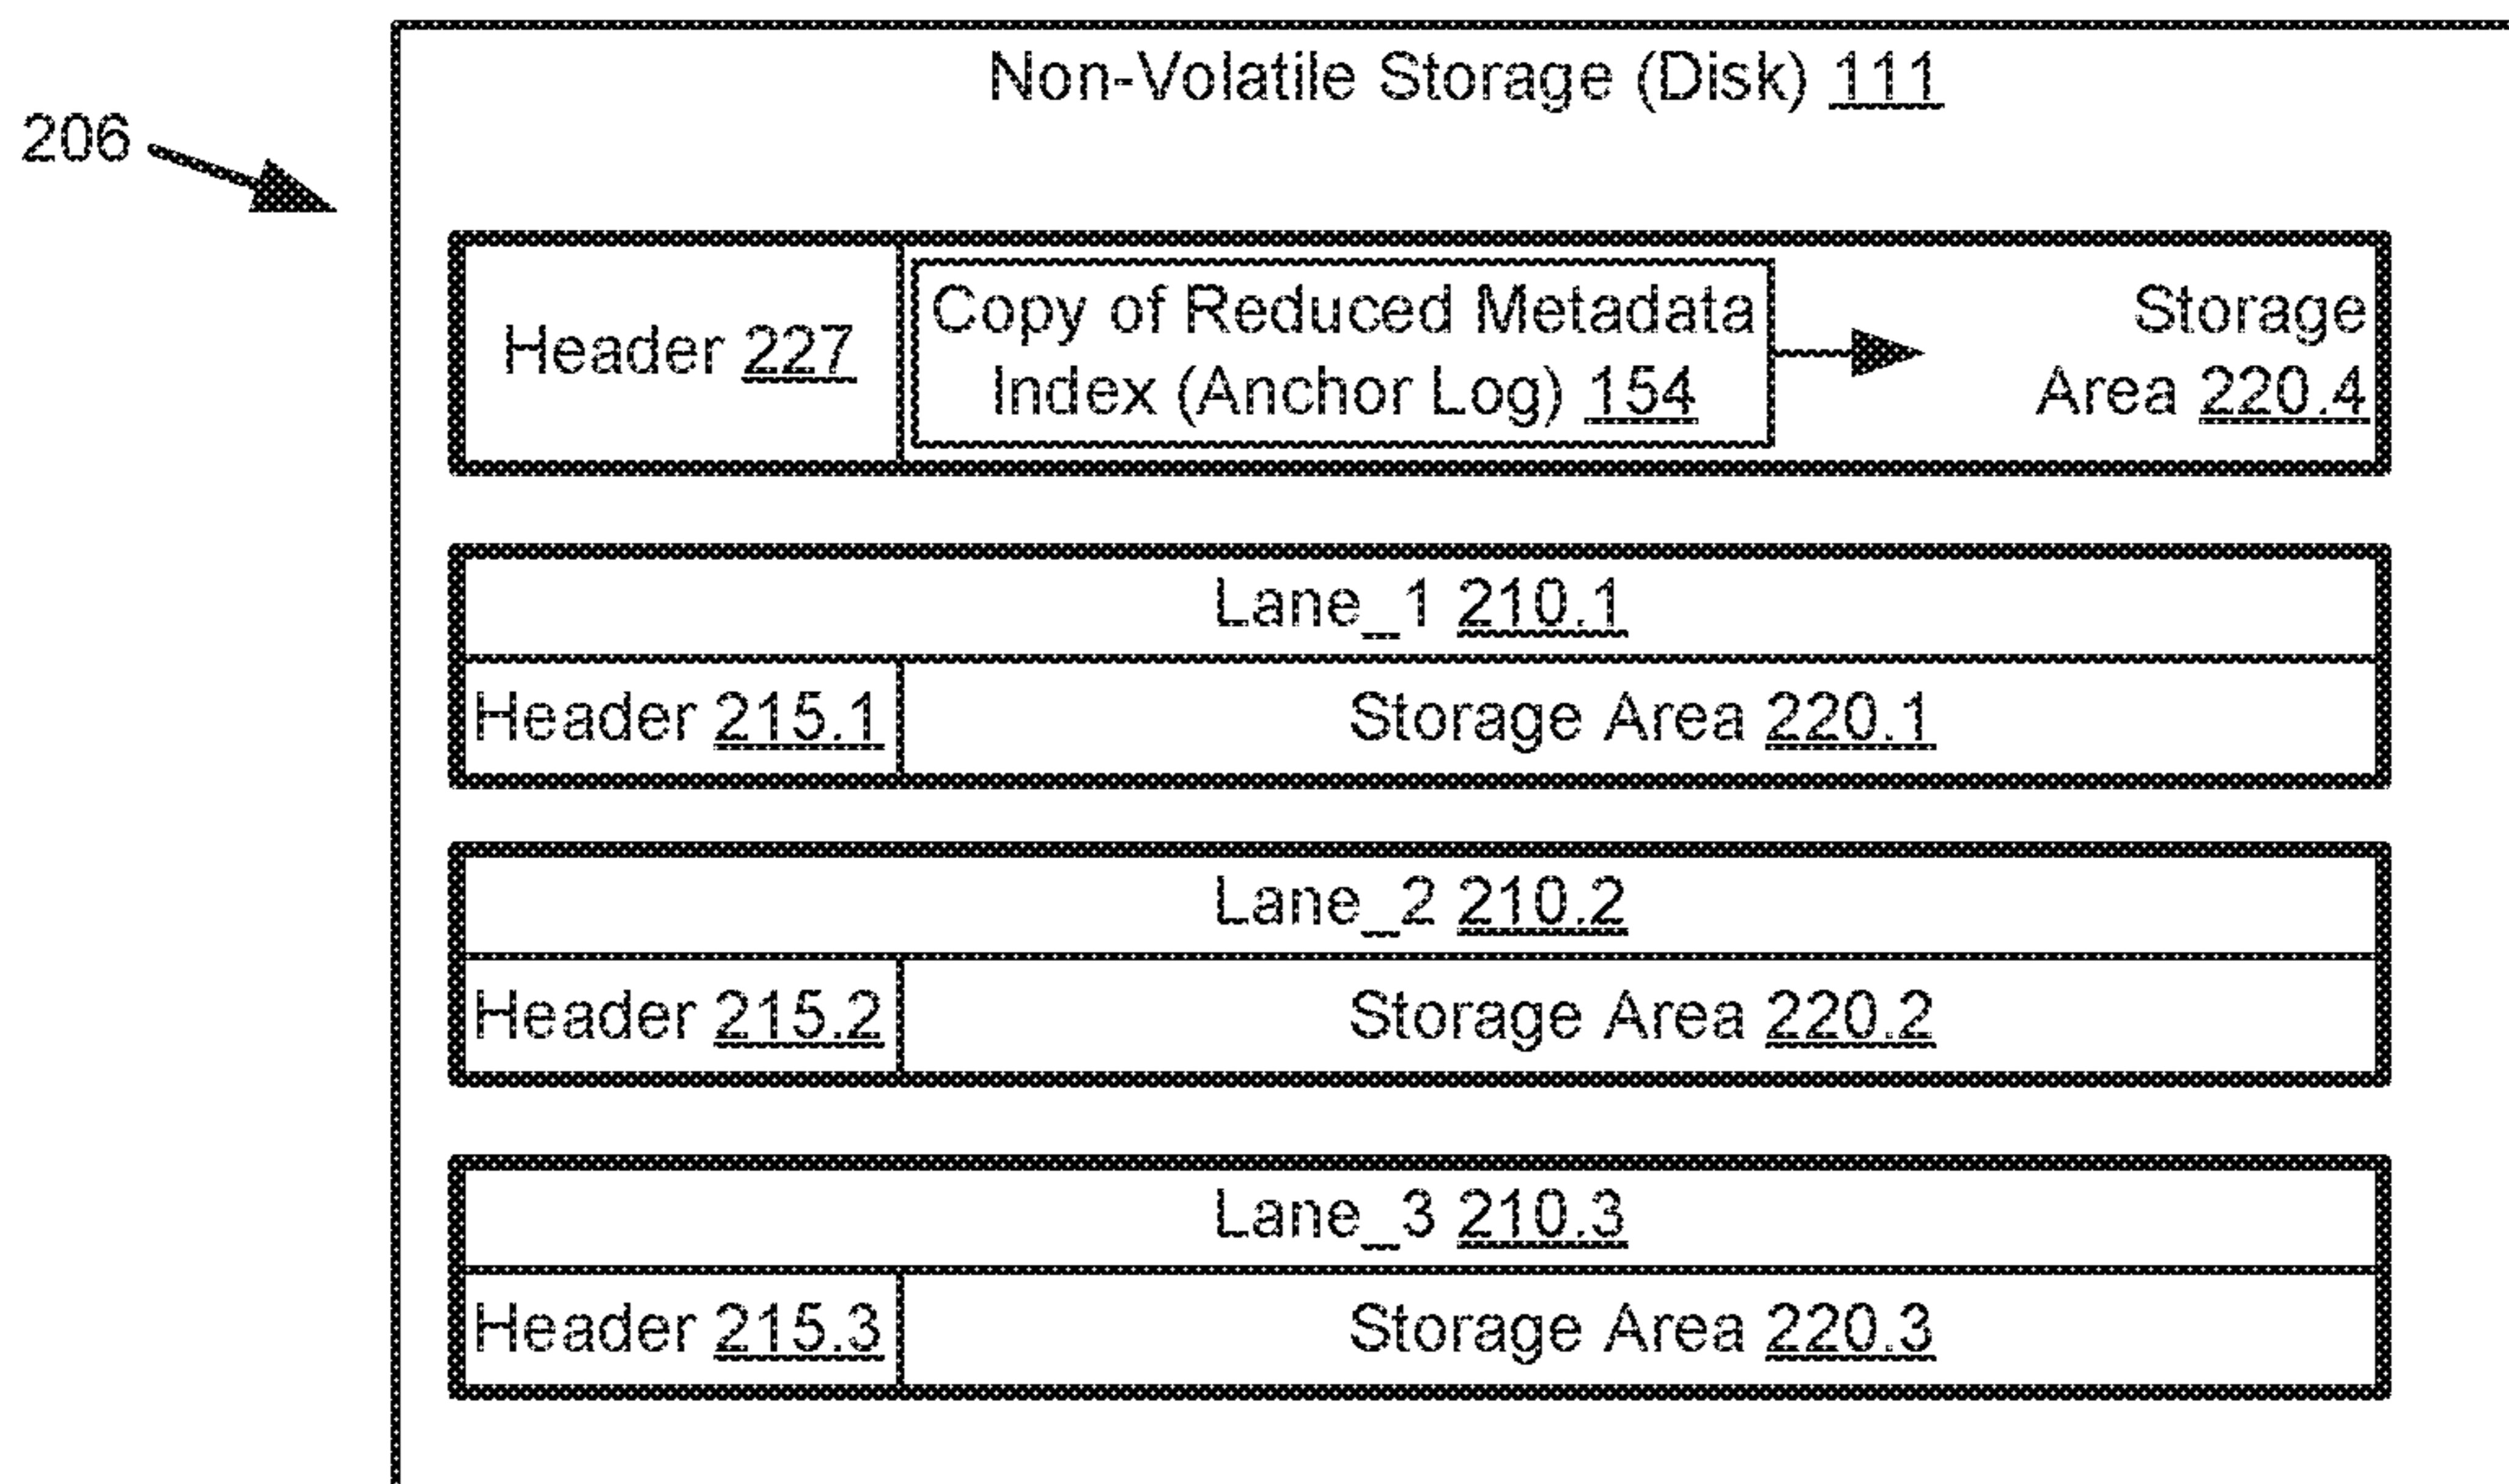 Non-Volatile Storage (Disk) 111
206
Header 227
Copy of Reduced Metadata
Index (Anchor Log) 154
Storage
Area 220.4
Lane_1 210.1
Header 215.1
Storage Area 220.1
Lane_2 210.2
Header 215.2
Storage Area 220.2
Lane_3 210.3
Header 215.3
Storage Area 220.3